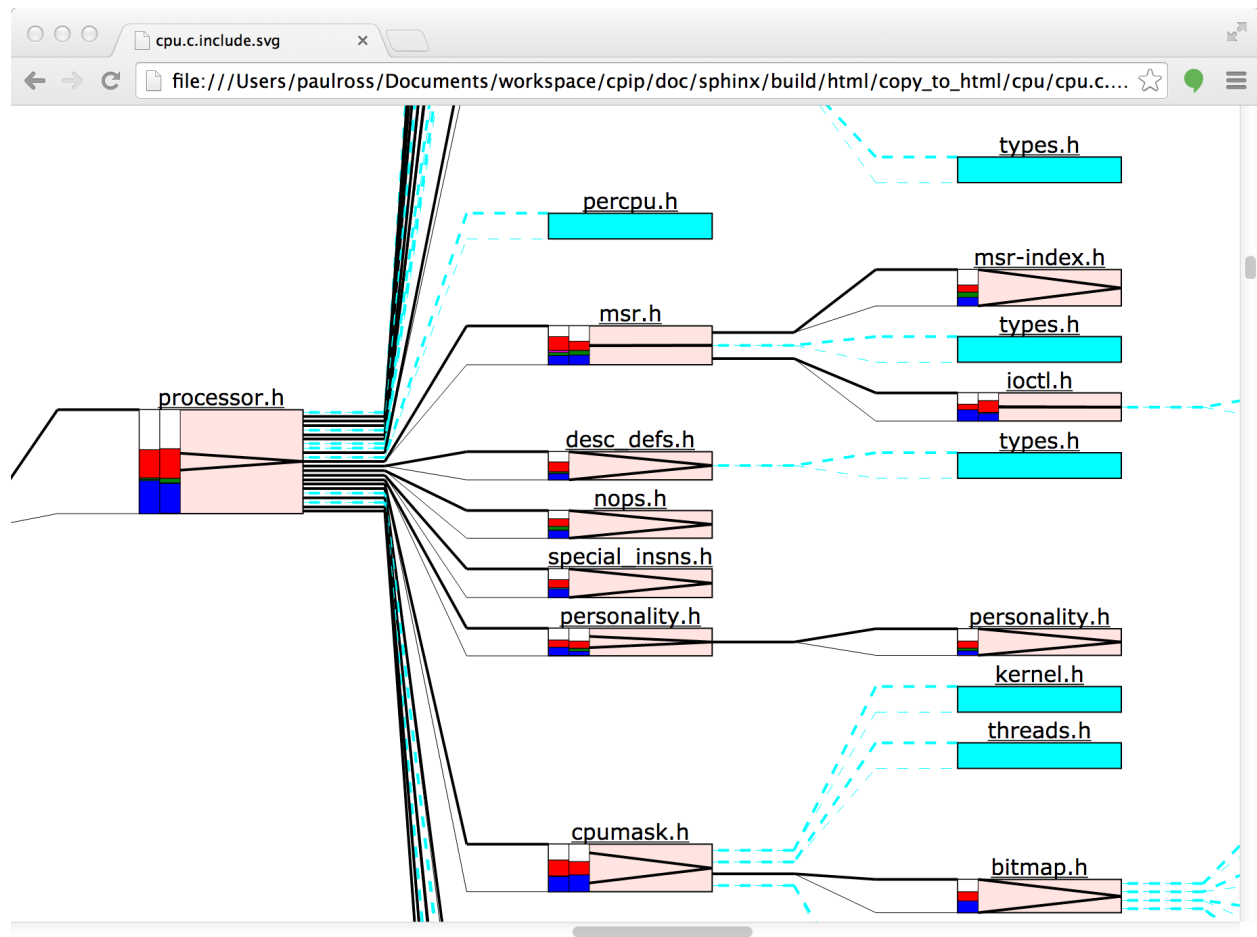 cpu.c.include.svg
file:///Users/paulross/Documents/workspace/cpip/doc/sphinx/build/html/copy_to_html/cpu/cpu.c....
types.h
percpu.h
msr-index.h
msr.h
types.h
ioctl.h
processor.h
desc_defs.h
types.h
nops.h
special_insns.h
personality.h
personality.h
kernel.h
threads.h
cpumask.h
bitmap.h